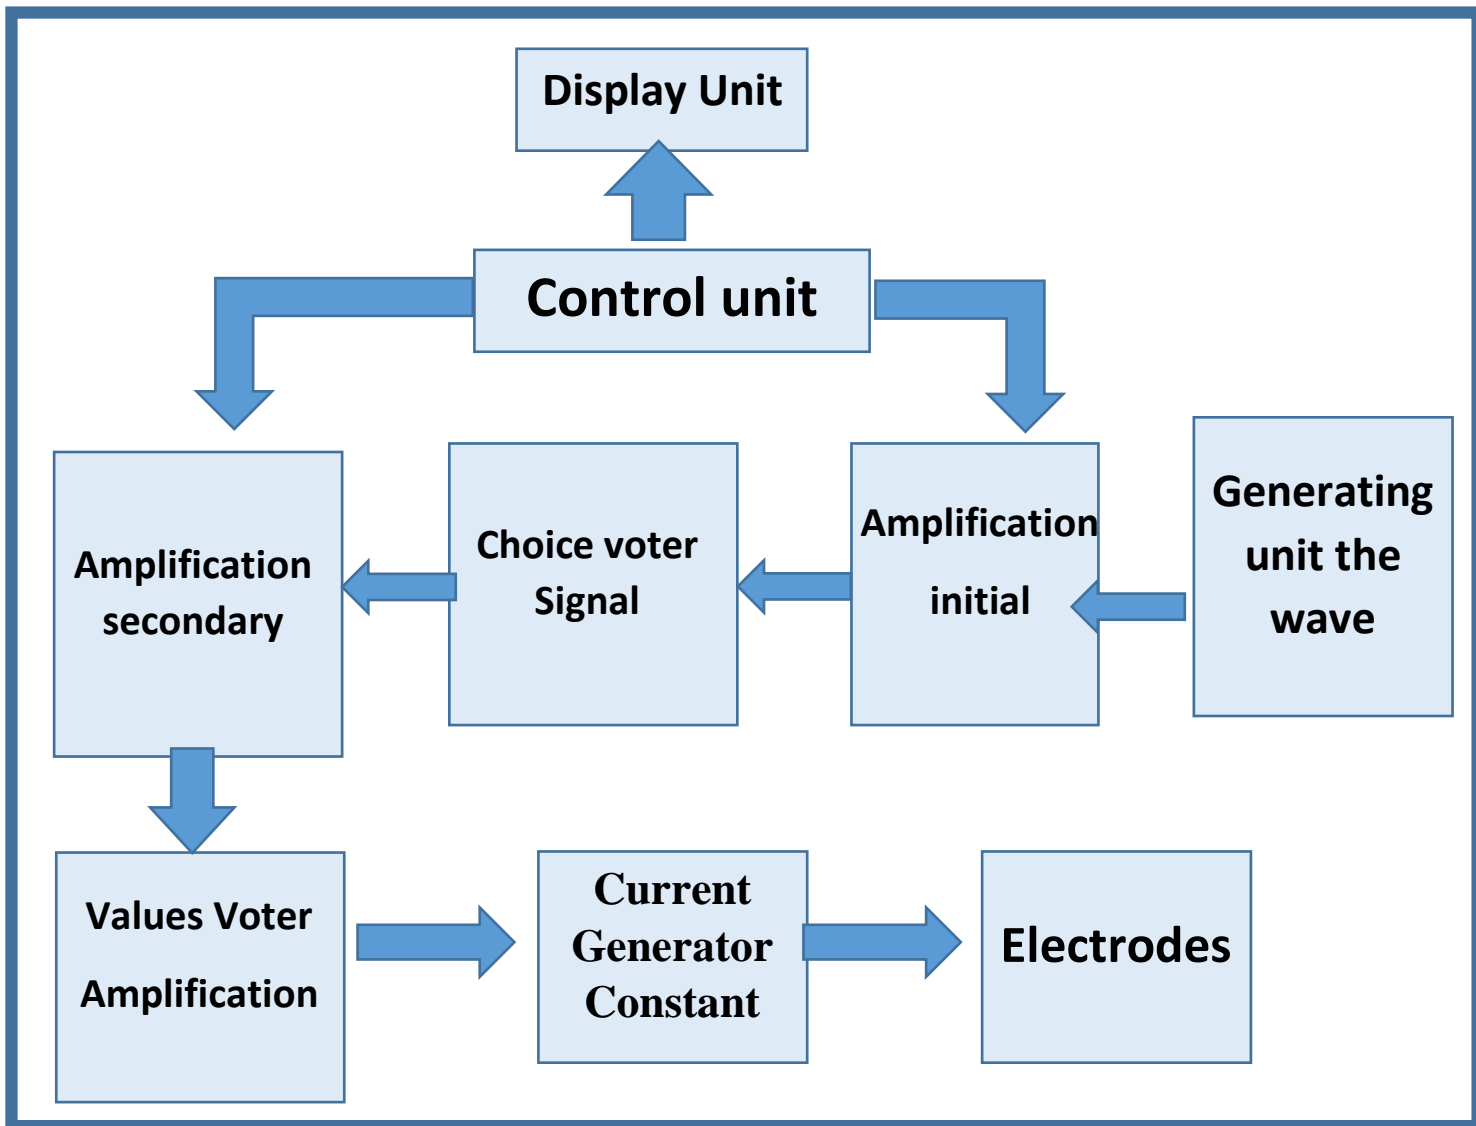 Display Unit
Control unit
Amplification
secondary
Choice voter
Signal
Amplification
initial
Generating
unit the
wave
Values Voter
Amplification
Current
Generator
Constant
Electrodes